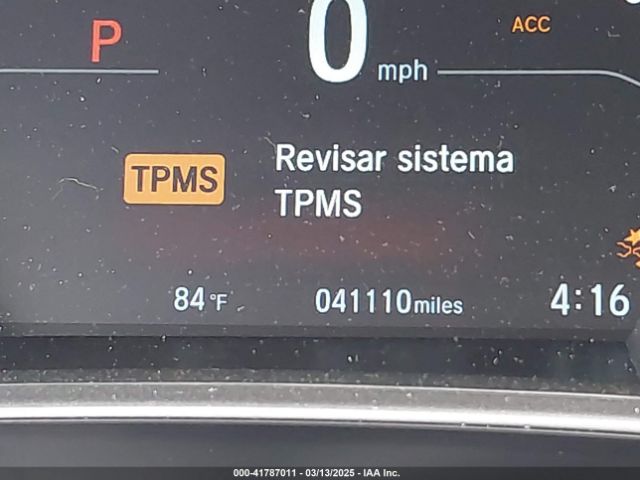 P 0 mph ACC
TPMS Revisar sistema
TPMS
84°F 041110 miles 4:16
000-41787011 - 03/13/2025 - IAA Inc.